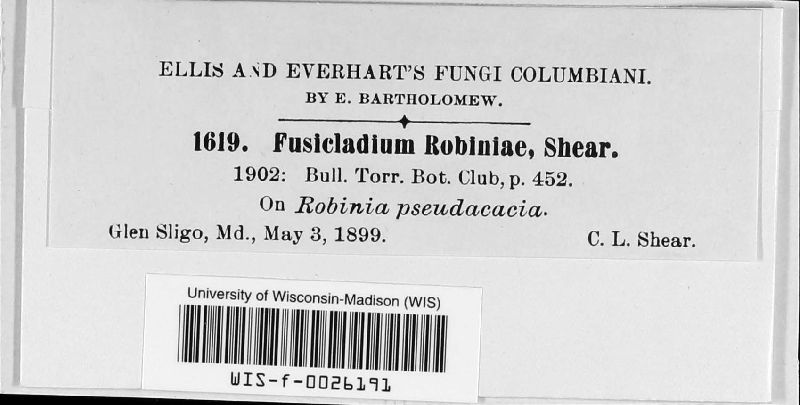 ELLIS AND EVERHART'S FUNGI COLUMBIANI.
BY E. BARTHOLOMEW.
1619. Fusicladium Robiniae, Shear.
1902: Bull. Torr. Bot. Club, p. 452.
On Robinia pseudacacia.
Glen Sligo, Md., May 3, 1899. C. L. Shear.
University of Wisconsin-Madison (WIS)
WIS-f-0026191